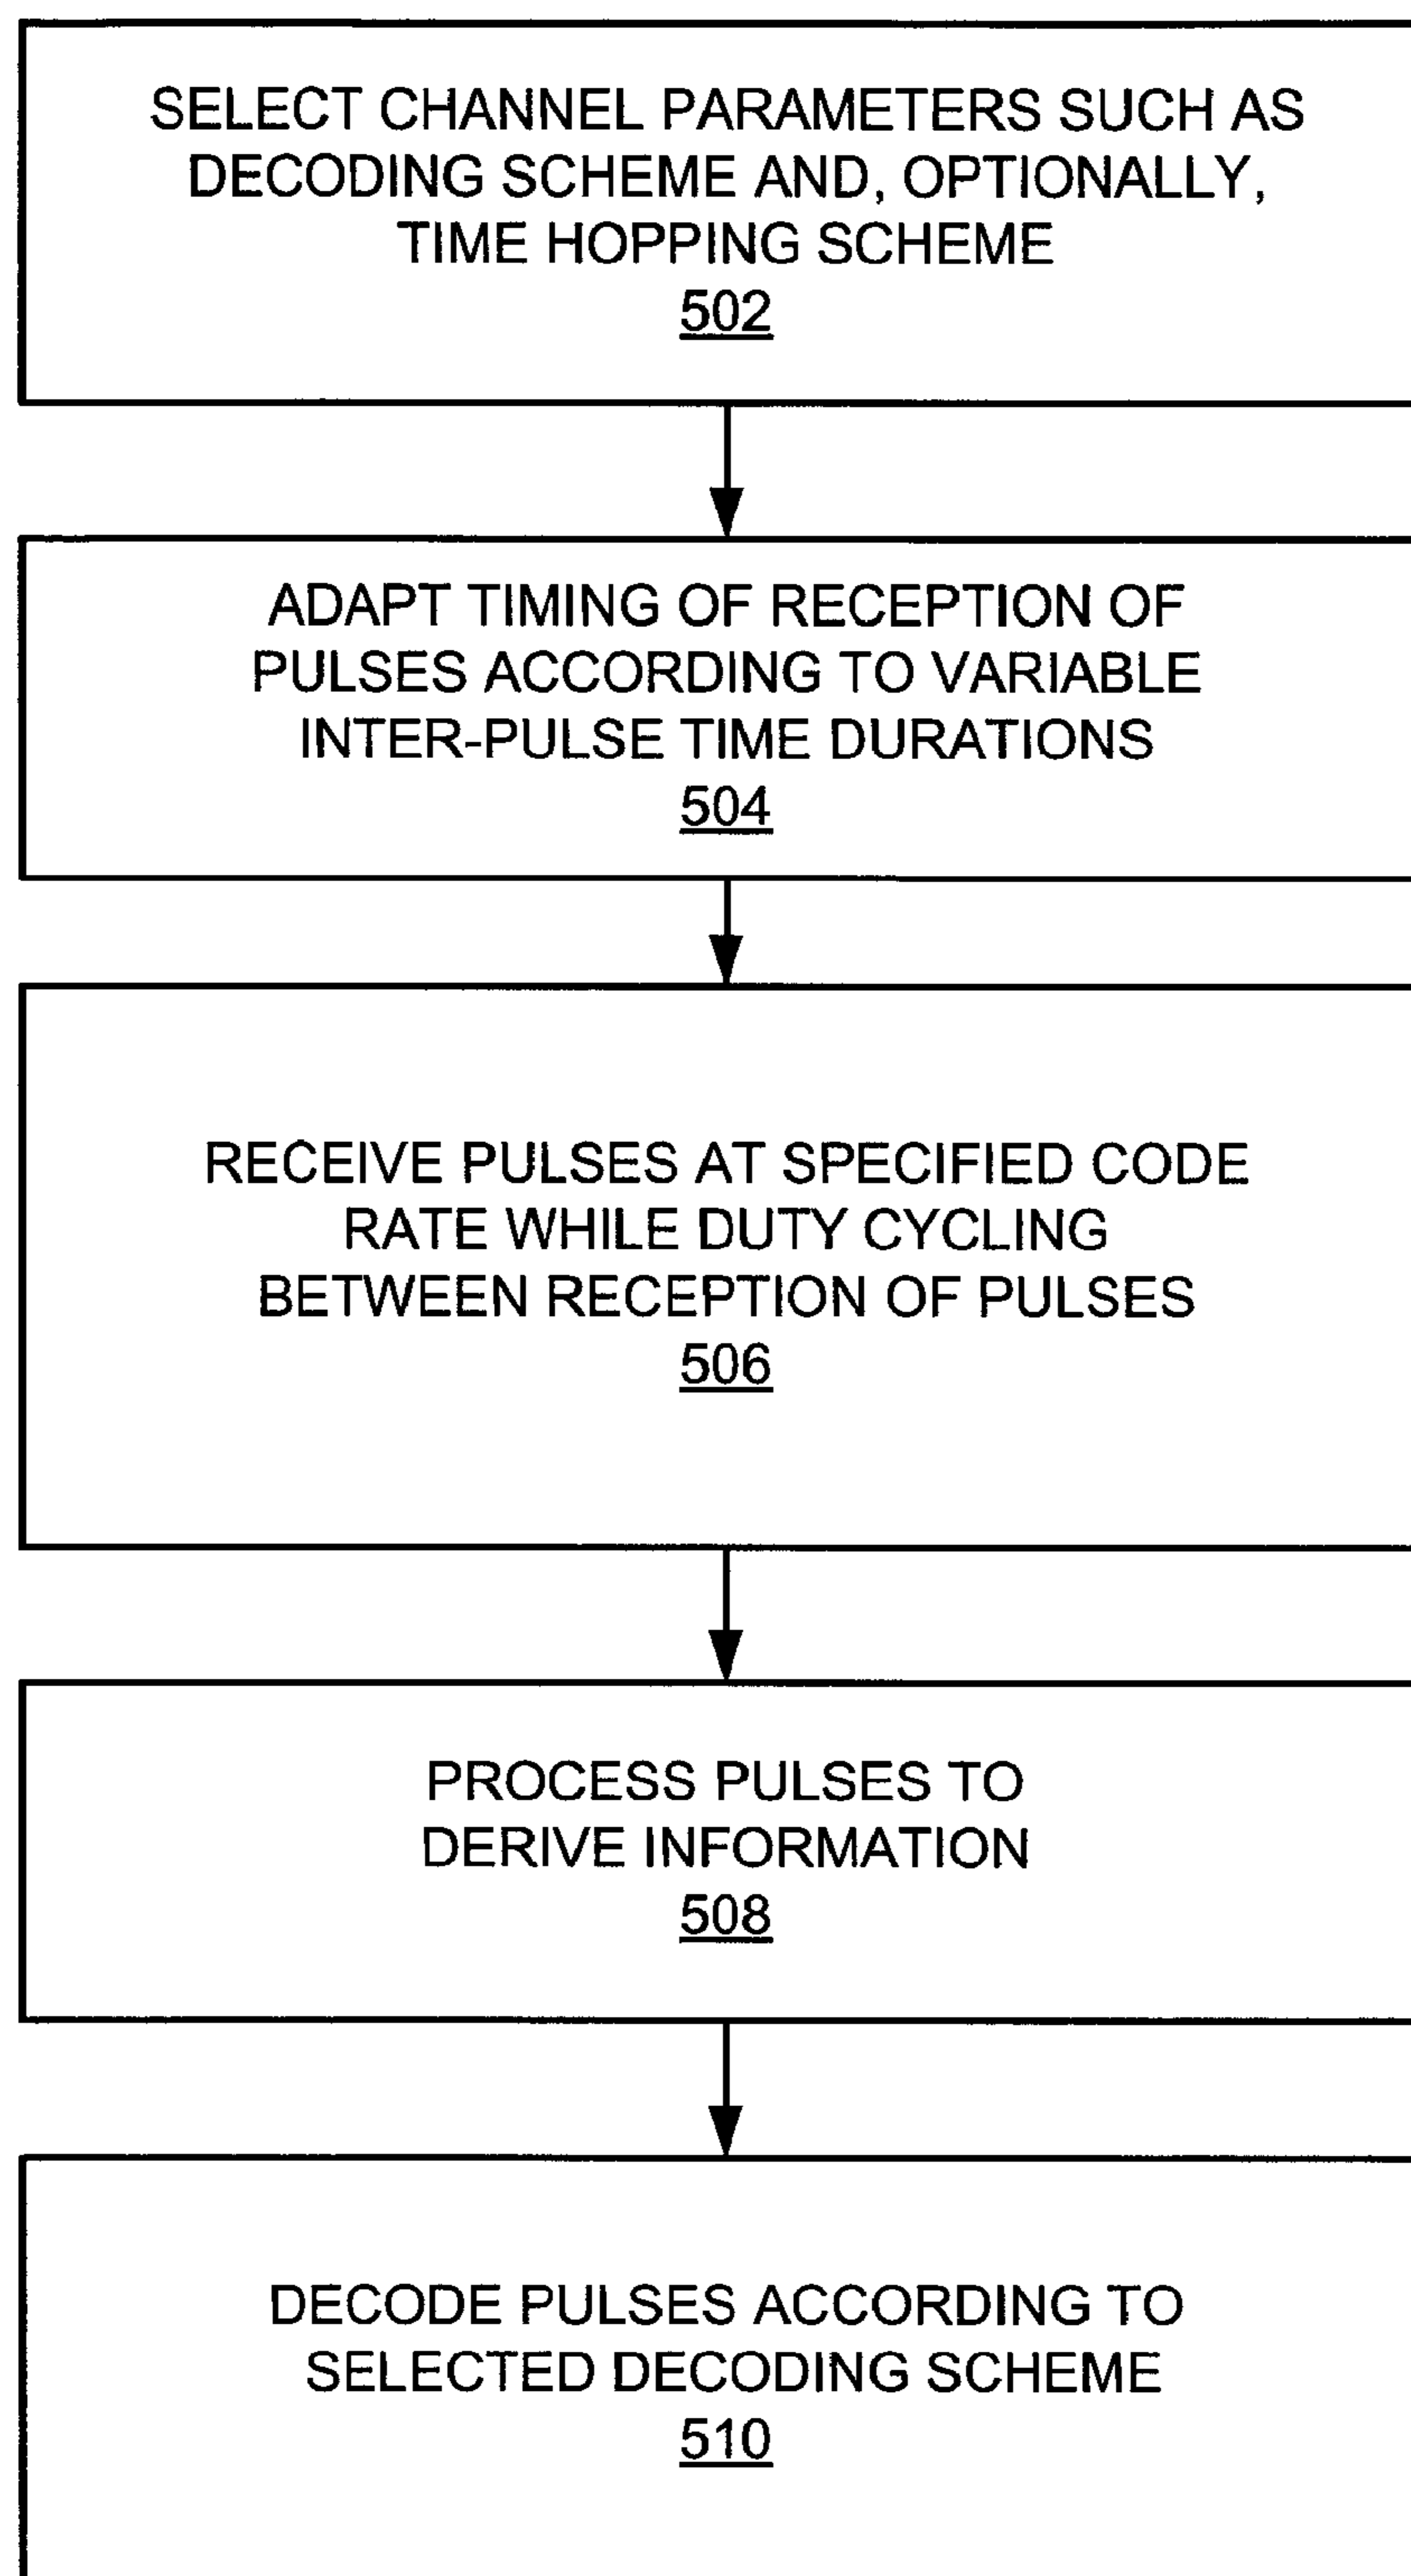 SELECT CHANNEL PARAMETERS SUCH AS
DECODING SCHEME AND, OPTIONALLY,
TIME HOPPING SCHEME
502
ADAPT TIMING OF RECEPTION OF
PULSES ACCORDING TO VARIABLE
INTER-PULSE TIME DURATIONS
504
RECEIVE PULSES AT SPECIFIED CODE
RATE WHILE DUTY CYCLING
BETWEEN RECEPTION OF PULSES
506
PROCESS PULSES TO
DERIVE INFORMATION
508
DECODE PULSES ACCORDING TO
SELECTED DECODING SCHEME
510